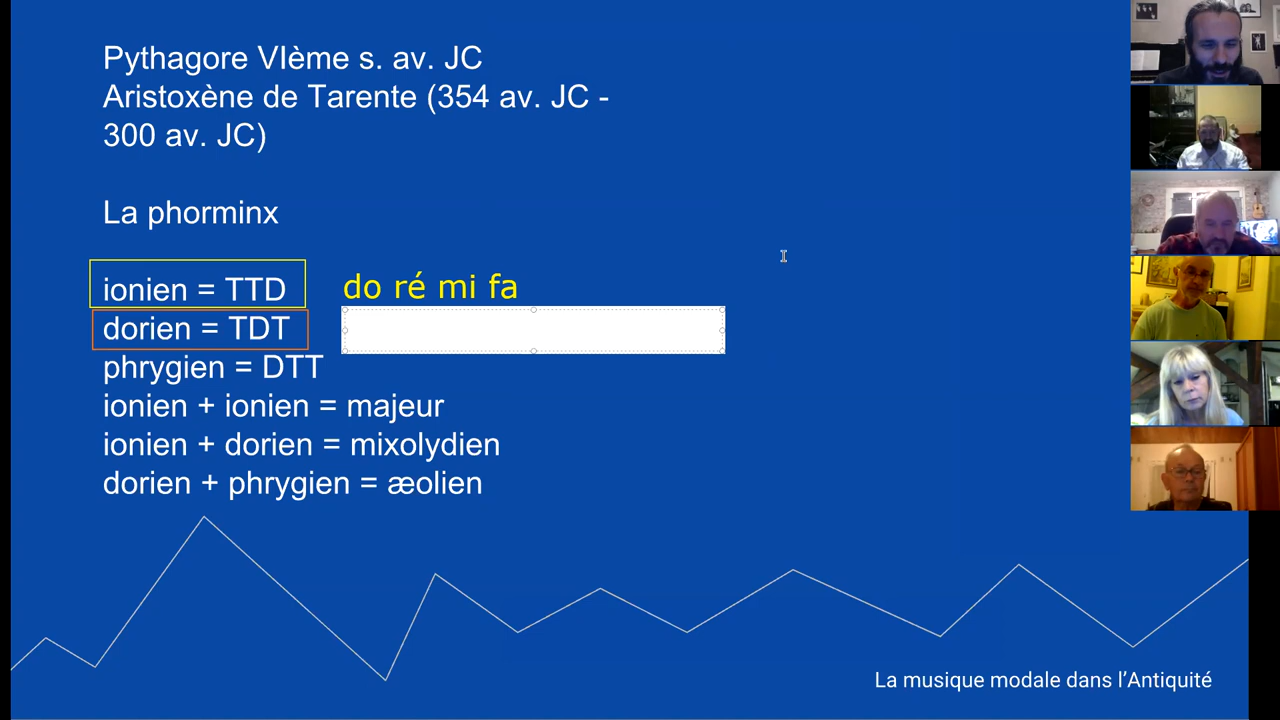 Pythagore VIème s. av. JC
Aristoxène de Tarente (354 av. JC -
300 av. JC)
La phorminx
ionien = TTD
do ré mi fa
dorien = TDT
phrygien = DTT
ionien + ionien = majeur
ionien + dorien = mixolydien
dorien + phrygien = æolien
La musique modale dans l’Antiquité